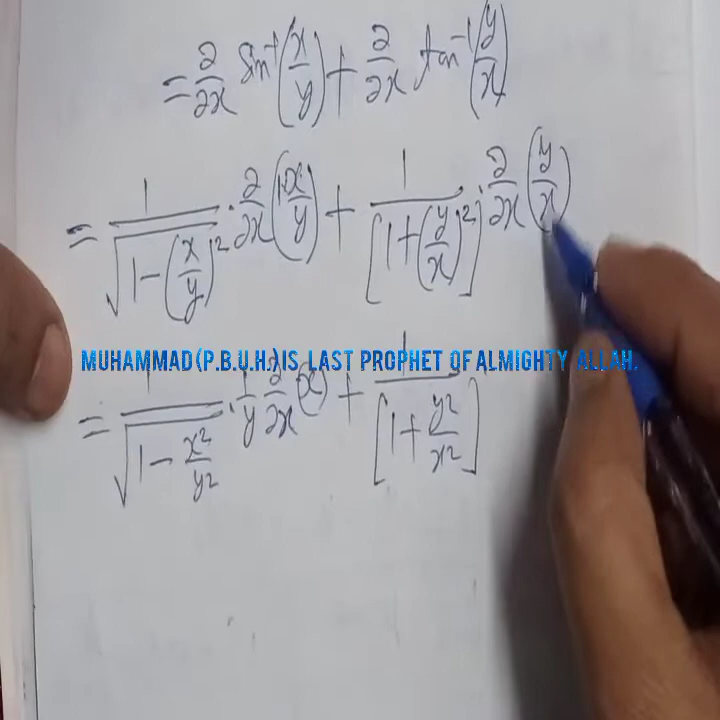 = ∂/∂x sin⁻¹(x/y) + ∂/∂x tan⁻¹(y/x)
= 1/√(1-(x/y)²) · ∂/∂x(x/y) + 1/[1+(y/x)²] · ∂/∂x(y/x)
MUHAMMAD(P.B.U.H.)IS LAST PROPHET OF ALMIGHTY ALLAH.
= 1/√(1-x²/y²) · 1/y ∂/∂x(x) + 1/[1+y²/x²]